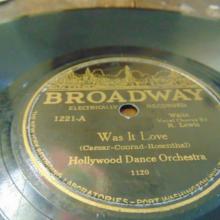 BROADWAY
ELECTRICALLY RECORDED
1221-A
Waltz
Vocal Chorus by
R. Lewis
Was It Love
(Caesar-Conrad-Rosenthal)
Hollywood Dance Orchestra
1120
LABORATORIES - PORT WASHINGTON